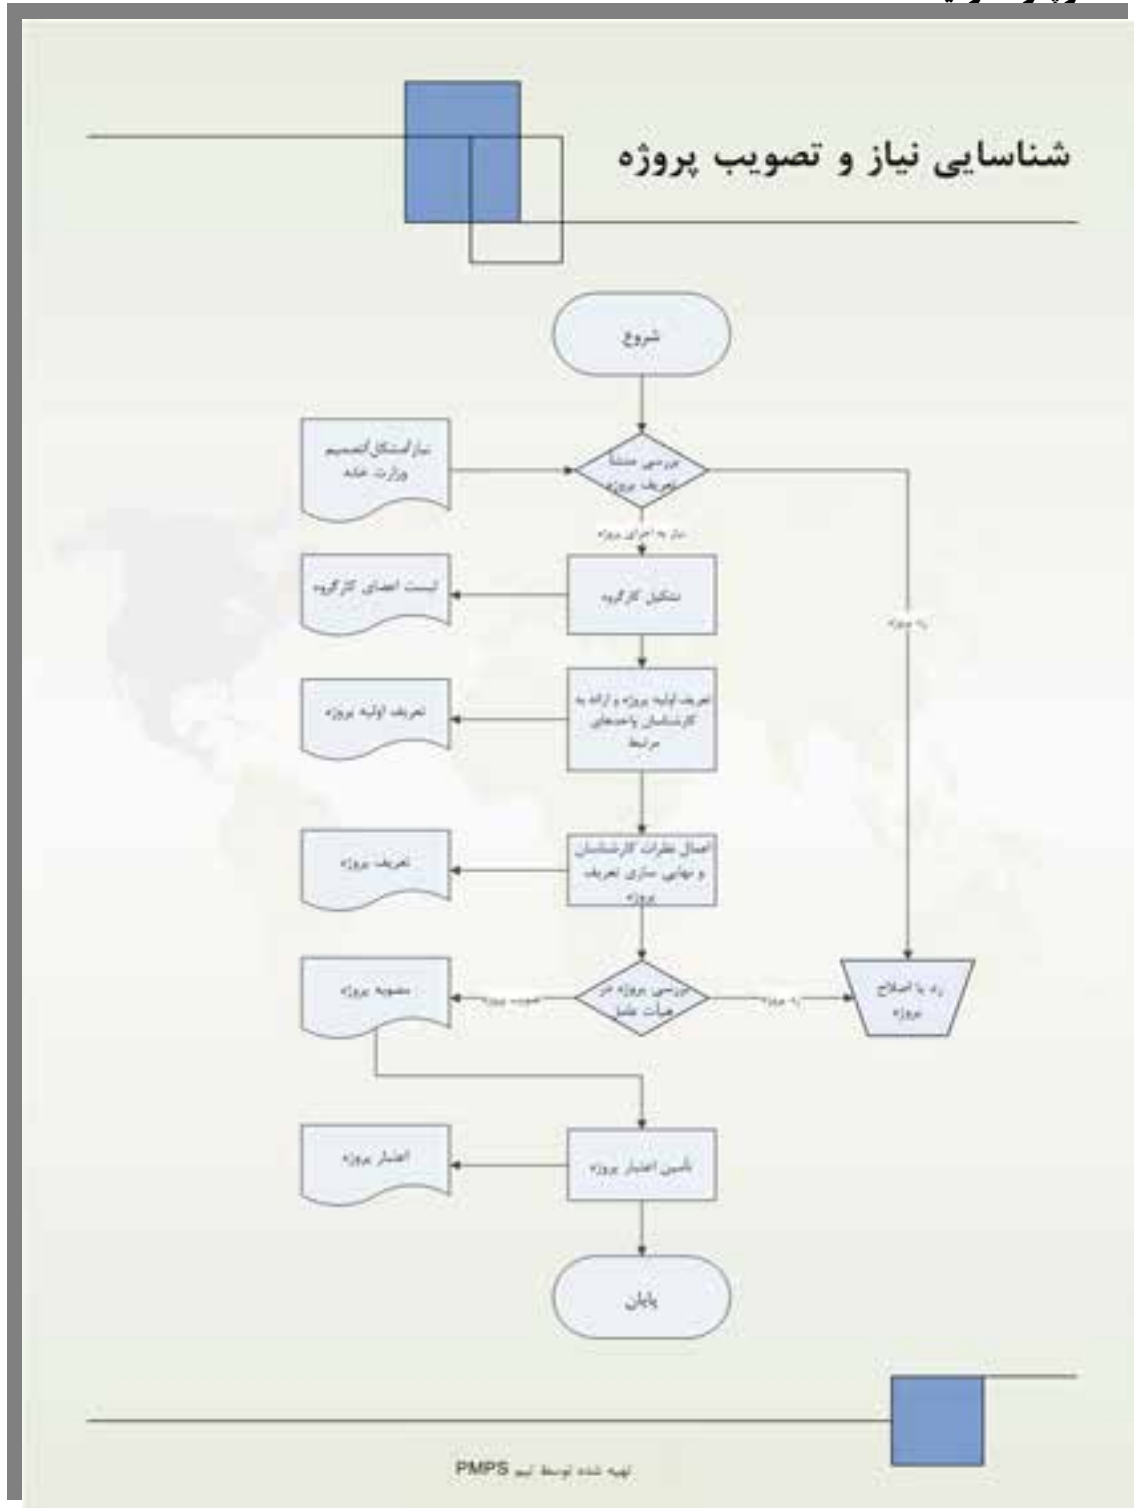 شناسایی نیاز و تصویب پروژه
شروع
نیاز/مشکل/تصمیم
وزارت خانه
بررسی منشأ
تعریف پروژه
نیاز به اجرای پروژه
لیست اعضای کارگروه
تشکیل کارگروه
رد پروژه
تعریف اولیه پروژه
تعریف اولیه پروژه و ارائه به
کارشناسان واحدهای
مرتبط
تعریف پروژه
اعمال نظرات کارشناسان
و نهایی سازی تعریف
پروژه
مصوبه پروژه
تصویب پروژه
بررسی پروژه در
هیأت عامل
رد پروژه
رد یا اصلاح
پروژه
اعتبار پروژه
تأمین اعتبار پروژه
پایان
تهیه شده توسط تیم PMPS